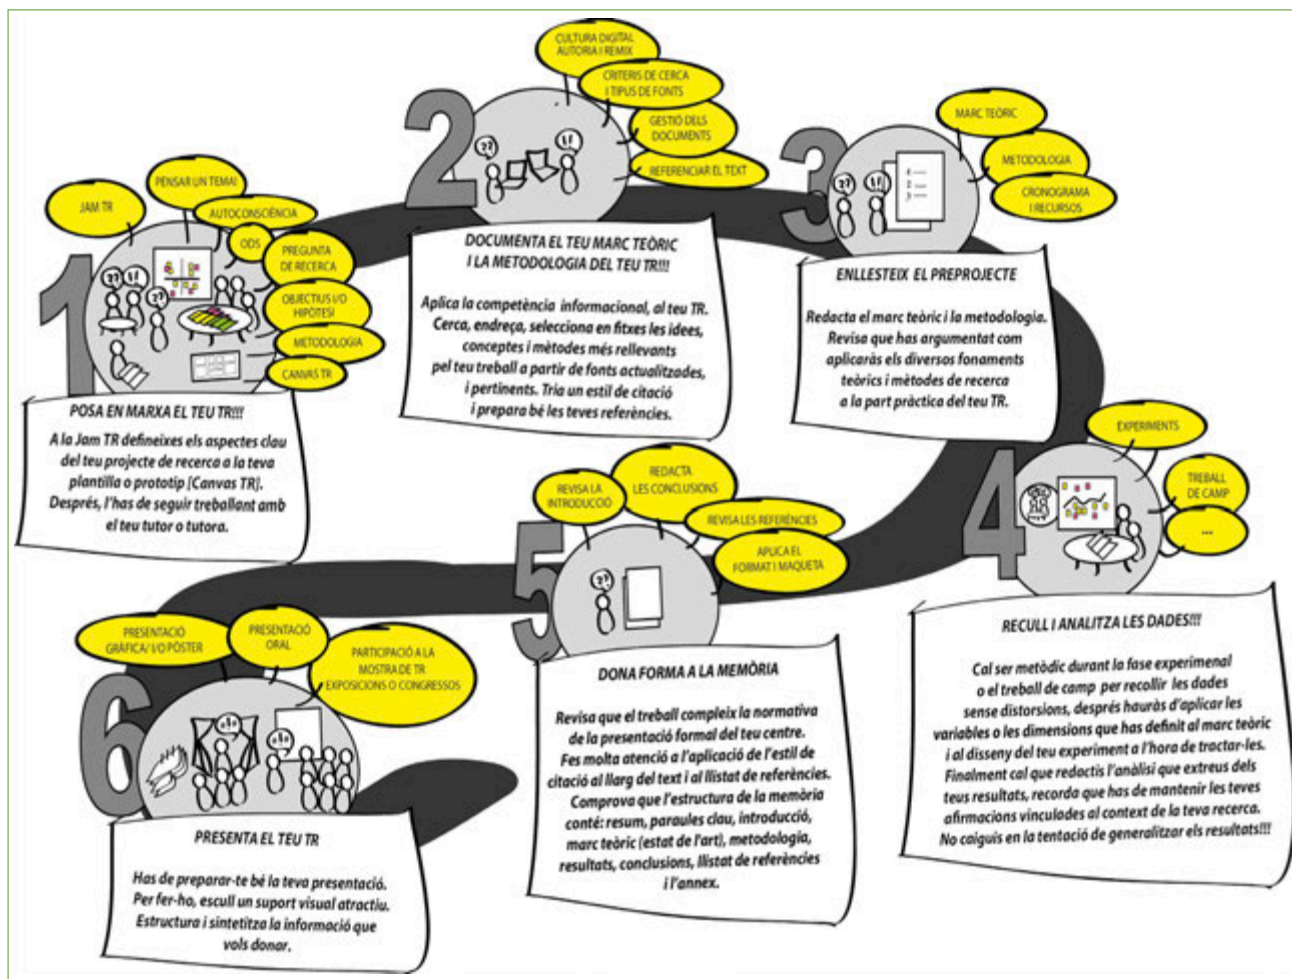 1
JAM TR
PENSAR UN TEMA!
AUTOCONSCIÈNCIA
ODS
PREGUNTA
DE RECERCA
OBJECTIUS I/O
HIPÒTESI
METODOLOGIA
CANVAS TR
POSA EN MARXA EL TEU TR!!!
A la Jam TR defineixes els aspectes clau
del teu projecte de recerca a la teva
plantilla o prototip [Canvas TR].
Després, l'has de seguir treballant amb
el teu tutor o tutora.
2
CULTURA DIGITAL
AUTORIA I REMIX
CRITERIS DE CERCA
I TIPUS DE FONTS
GESTIÓ DELS
DOCUMENTS
REFERENCIAR EL TEXT
DOCUMENTA EL TEU MARC TEÒRIC
I LA METODOLOGIA DEL TEU TR!!!
Aplica la competència informacional, al teu TR.
Cerca, endreça, selecciona en fitxes les idees,
conceptes i mètodes més rellevants
pel teu treball a partir de fonts actualitzades,
i pertinents. Tria un estil de citació
i prepara bé les teves referències.
3
MARC TEÒRIC
METODOLOGIA
CRONOGRAMA
I RECURSOS
ENLLESTEIX EL PREPROJECTE
Redacta el marc teòric i la metodologia.
Revisa que has argumentat com
aplicaràs els diversos fonaments
teòrics i mètodes de recerca
a la part pràctica del teu TR.
4
EXPERIMENTS
TREBALL
DE CAMP
...
RECULL I ANALITZA LES DADES!!!
Cal ser metòdic durant la fase experimenal
o el treball de camp per recollir les dades
sense distorsions, després hauràs d'aplicar les
variables o les dimensions que has definit al marc teòric
i al disseny del teu experiment a l'hora de tractar-les.
Finalment cal que redactis l'anàlisi que extreus dels
teus resultats, recorda que has de mantenir les teves
afirmacions vinculades al context de la teva recerca.
No caiguis en la tentació de generalitzar els resultats!!!
5
REVISA LA
INTRODUCCIÓ
REDACTA
LES CONCLUSIONS
REVISA LES REFERÈNCIES
APLICA EL
FORMAT I MAQUETA
DONA FORMA A LA MEMÒRIA
Revisa que el treball compleix la normativa
de la presentació formal del teu centre.
Fes molta atenció a l'aplicació de l'estil de
citació al llarg del text i al llistat de referències.
Comprova que l'estructura de la memòria
conté: resum, paraules clau, introducció,
marc teòric (estat de l'art), metodologia,
resultats, conclusions, llistat de referències
i l'annex.
6
PRESENTACIÓ
GRÀFICA/ I/O PÒSTER
PRESENTACIÓ
ORAL
PARTICIPACIÓ A LA
MOSTRA DE TR
EXPOSICIONS O CONGRESSOS
PRESENTA EL TEU TR
Has de preparar-te bé la teva presentació.
Per fer-ho, escull un suport visual atractiu.
Estructura i sintetitza la informació que
vols donar.